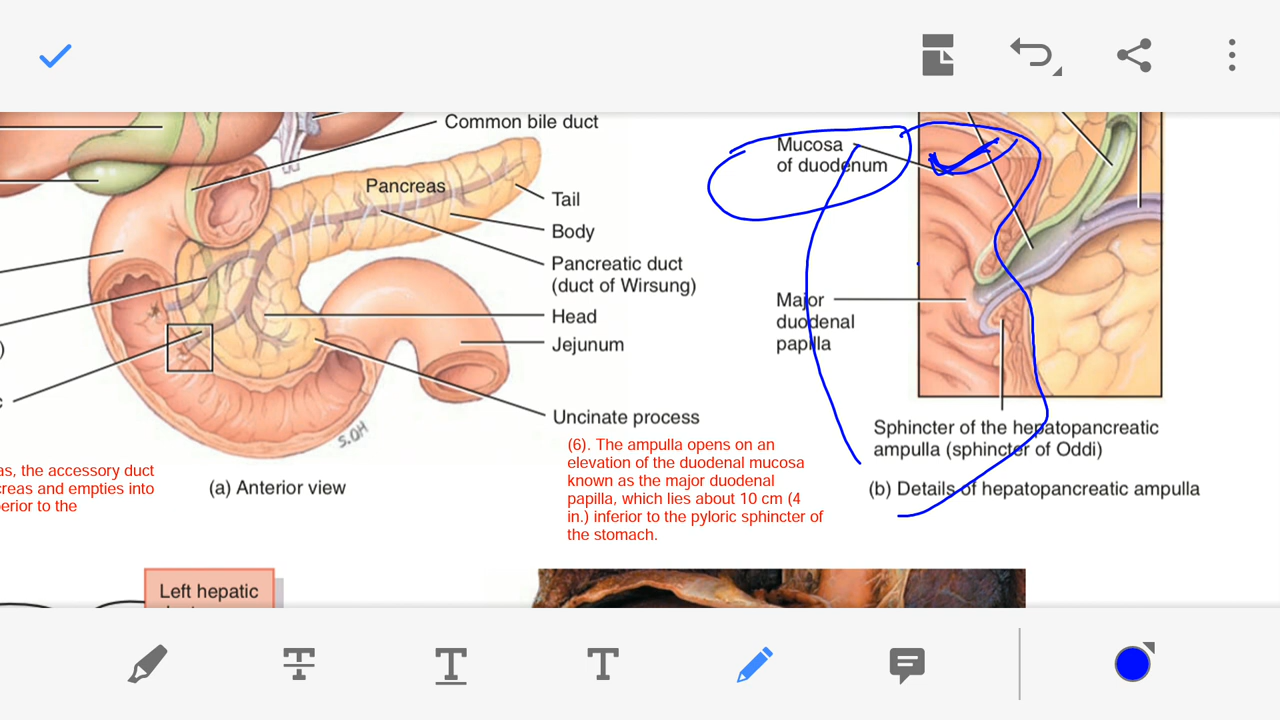 Common bile duct
Pancreas
Tail
Body
Pancreatic duct
(duct of Wirsung)
Head
Jejunum
Uncinate process
S.OH
(a) Anterior view
)
c
as, the accessory duct
creas and empties into
erior to the
(6). The ampulla opens on an
elevation of the duodenal mucosa
known as the major duodenal
papilla, which lies about 10 cm (4
in.) inferior to the pyloric sphincter of
the stomach.
Mucosa
of duodenum
Major
duodenal
papilla
Sphincter of the hepatopancreatic
ampulla (sphincter of Oddi)
(b) Details of hepatopancreatic ampulla
Left hepatic
T
T
T